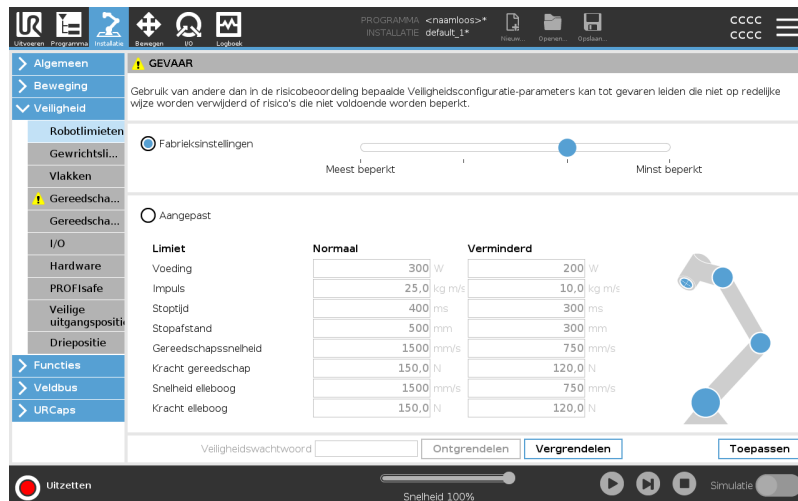 PROGRAMMA <naamloos>*
INSTALLATIE default_1*
Uitvoeren Programma Installatie Bewegen I/O Logboek
Nieuw... Openen... Opslaan...
CCCC
CCCC
Algemeen
Beweging
Veiligheid
Robotlimieten
Gewrichtsli...
Vlakken
Gereedscha...
Gereedscha...
I/O
Hardware
PROFIsafe
Veilige
uitgangspositi
Driepositie
Functies
Veldbus
URCaps
GEVAAR
Gebruik van andere dan in de risicobeoordeling bepaalde Veiligheidsconfiguratie-parameters kan tot gevaren leiden die niet op redelijke
wijze worden verwijderd of risico's die niet voldoende worden beperkt.
Fabrieksinstellingen
Meest beperkt Minst beperkt
Aangepast
Limiet Normaal Verminderd
Voeding 300 W 200 W
Impuls 25,0 kg m/s 10,0 kg m/s
Stoptijd 400 ms 300 ms
Stopafstand 500 mm 300 mm
Gereedschapssnelheid 1500 mm/s 750 mm/s
Kracht gereedschap 150,0 N 120,0 N
Snelheid elleboog 1500 mm/s 750 mm/s
Kracht elleboog 150,0 N 120,0 N
Veiligheidswachtwoord Ontgrendelen Vergrendelen Toepassen
Uitzetten
Snelheid 100%
Simulatie